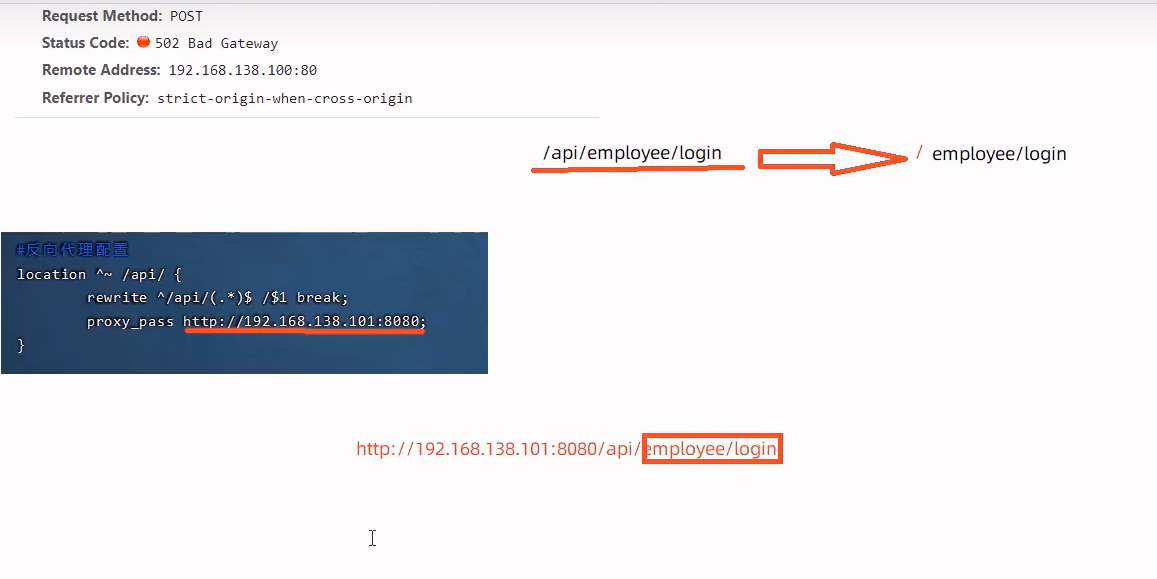 Request Method: POST
Status Code: 502 Bad Gateway
Remote Address: 192.168.138.100:80
Referrer Policy: strict-origin-when-cross-origin
/api/employee/login / employee/login
#反向代理配置
location ^~ /api/ {
rewrite ^/api/(.*)$ /$1 break;
proxy_pass http://192.168.138.101:8080;
}
http://192.168.138.101:8080/api/employee/login